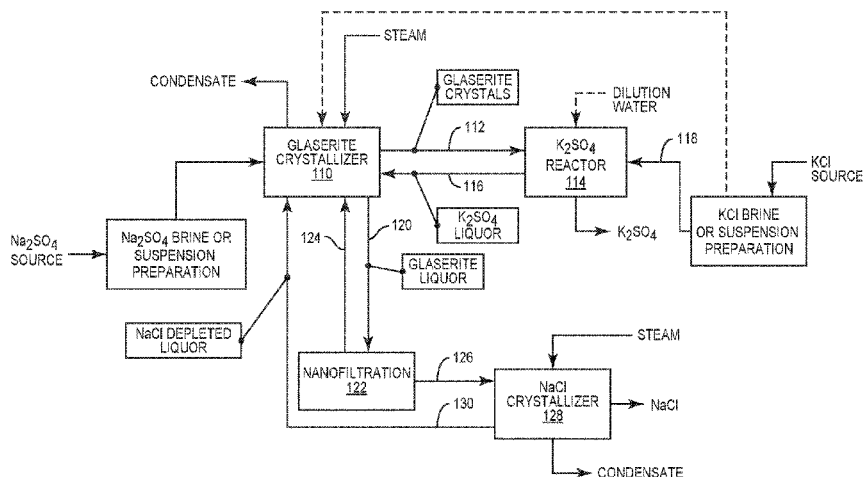 STEAM
CONDENSATE
GLASERITE
CRYSTALS
DILUTION
WATER
112
118
GLASERITE
CRYSTALLIZER
110
K2SO4
REACTOR
114
KCl
SOURCE
116
K2SO4
LIQUOR
K2SO4
KCl BRINE
OR SUSPENSION
PREPARATION
Na2SO4
SOURCE
Na2SO4 BRINE OR
SUSPENSION
PREPARATION
124
120
GLASERITE
LIQUOR
NaCl DEPLETED
LIQUOR
STEAM
NANOFILTRATION
122
126
NaCl
CRYSTALLIZER
128
NaCl
130
CONDENSATE